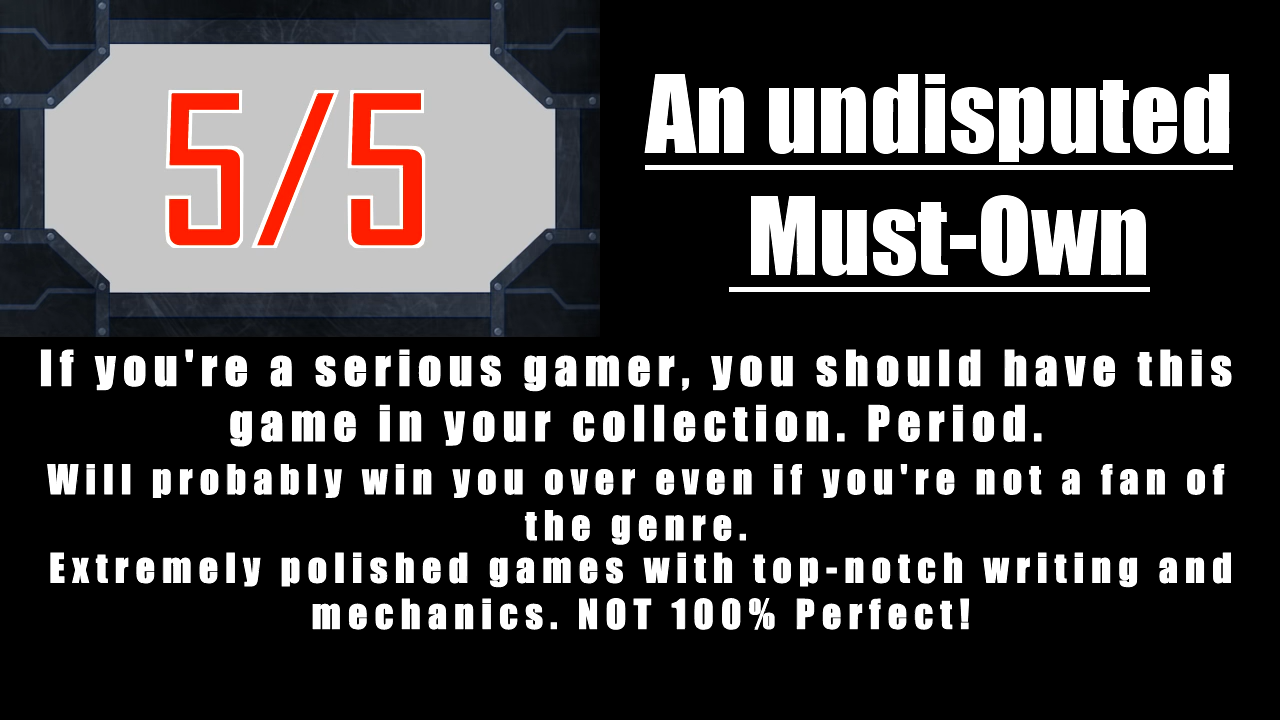 5/5
An undisputed
Must-Own
If you're a serious gamer, you should have this
game in your collection. Period.
Will probably win you over even if you're not a fan of
the genre.
Extremely polished games with top-notch writing and
mechanics. NOT 100% Perfect!